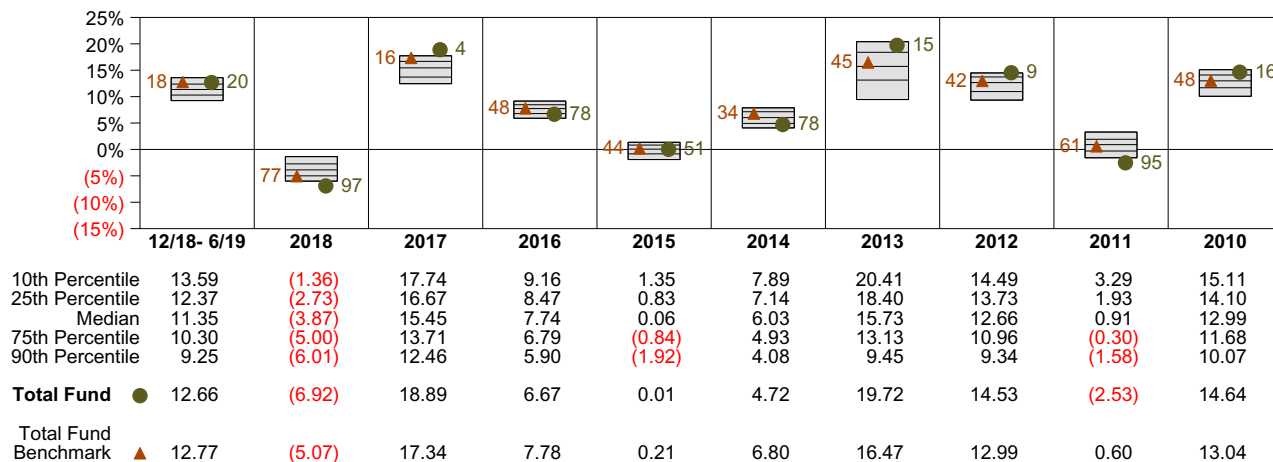 25%
20%
15%
10%
5%
0%
(5%)
(10%)
(15%)
18 20
77 97
16 4
48 78
44 51
34 78
45 15
42 9
61 95
48 16
12/18- 6/19 2018 2017 2016 2015 2014 2013 2012 2011 2010
10th Percentile 13.59 (1.36) 17.74 9.16 1.35 7.89 20.41 14.49 3.29 15.11
25th Percentile 12.37 (2.73) 16.67 8.47 0.83 7.14 18.40 13.73 1.93 14.10
Median 11.35 (3.87) 15.45 7.74 0.06 6.03 15.73 12.66 0.91 12.99
75th Percentile 10.30 (5.00) 13.71 6.79 (0.84) 4.93 13.13 10.96 (0.30) 11.68
90th Percentile 9.25 (6.01) 12.46 5.90 (1.92) 4.08 9.45 9.34 (1.58) 10.07
Total Fund 12.66 (6.92) 18.89 6.67 0.01 4.72 19.72 14.53 (2.53) 14.64
Total Fund
Benchmark 12.77 (5.07) 17.34 7.78 0.21 6.80 16.47 12.99 0.60 13.04